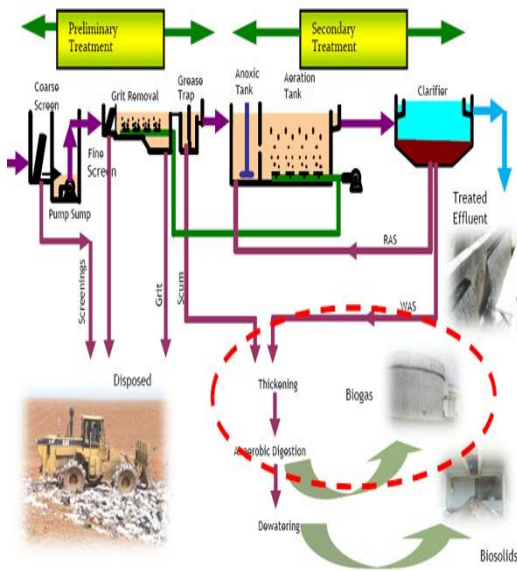 Preliminary
Treatment
Secondary
Treatment
Coarse
Screen
Grit Removal
Grease
Trap
Anoxic
Tank
Aeration
Tank
Clarifier
Fine
Screen
Pump Sump
Treated
Effluent
RAS
Screenings
Grit
Scum
WAS
Disposed
Thickening
Biogas
Anaerobic Digestion
Dewatering
Biosolids